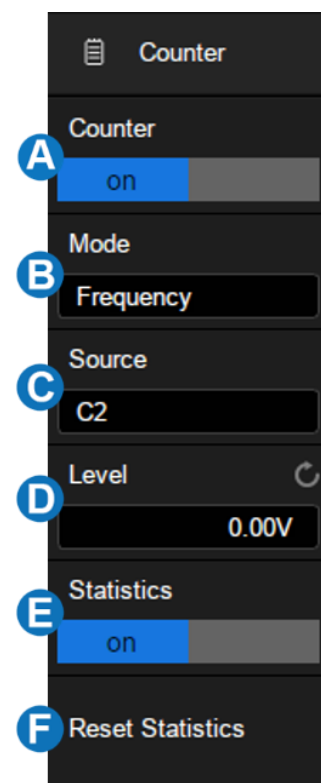 Counter
Counter
A
on
Mode
B
Frequency
Source
C
C2
Level
D
0.00V
Statistics
E
on
F Reset Statistics